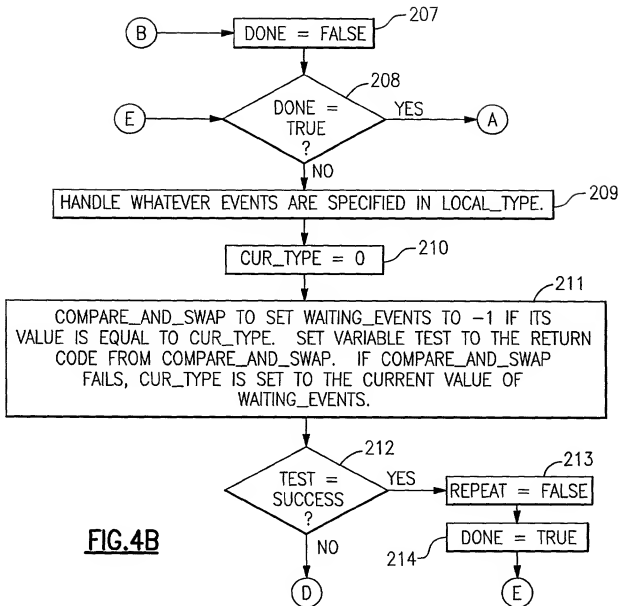 207
B
DONE = FALSE
208
E
DONE =
TRUE
?
YES
A
NO
HANDLE WHATEVER EVENTS ARE SPECIFIED IN LOCAL_TYPE.
209
CUR_TYPE = 0
210
211
COMPARE_AND_SWAP TO SET WAITING_EVENTS TO -1 IF ITS
VALUE IS EQUAL TO CUR_TYPE. SET VARIABLE TEST TO THE RETURN
CODE FROM COMPARE_AND_SWAP. IF COMPARE_AND_SWAP
FAILS, CUR_TYPE IS SET TO THE CURRENT VALUE OF
WAITING_EVENTS.
212
TEST =
SUCCESS
?
YES
213
REPEAT = FALSE
NO
214
DONE = TRUE
FIG.4B
D
E